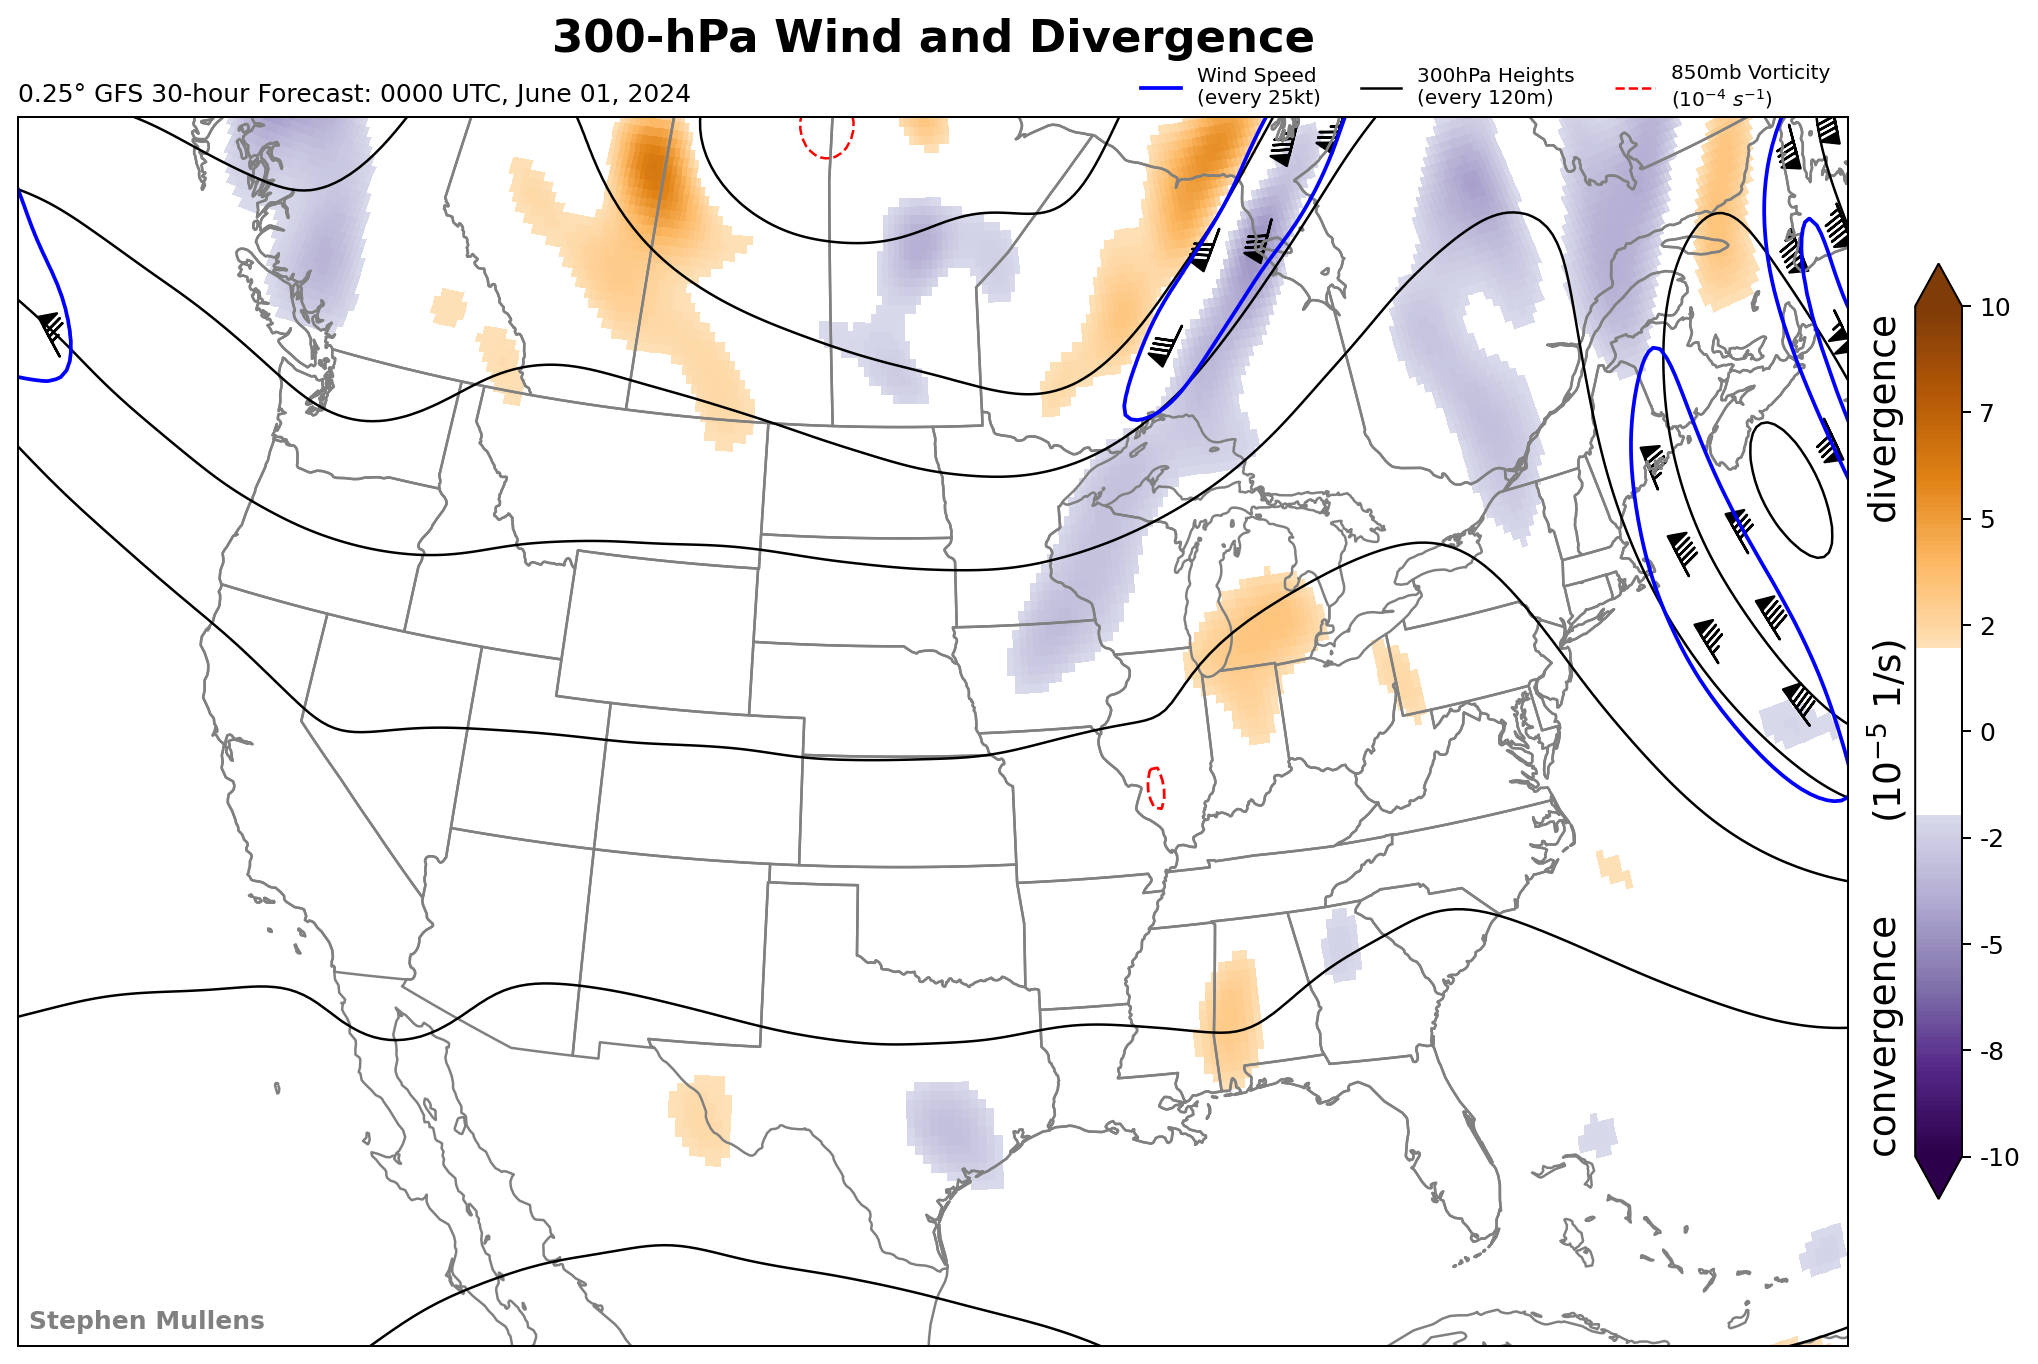 300-hPa Wind and Divergence
0.25° GFS 30-hour Forecast: 0000 UTC, June 01, 2024
Wind Speed
(every 25kt)
300hPa Heights
(every 120m)
850mb Vorticity
(10⁻⁴ s⁻¹)
10
7
5
2
0
-2
-5
-8
-10
convergence (10⁻⁵ 1/s) divergence
Stephen Mullens